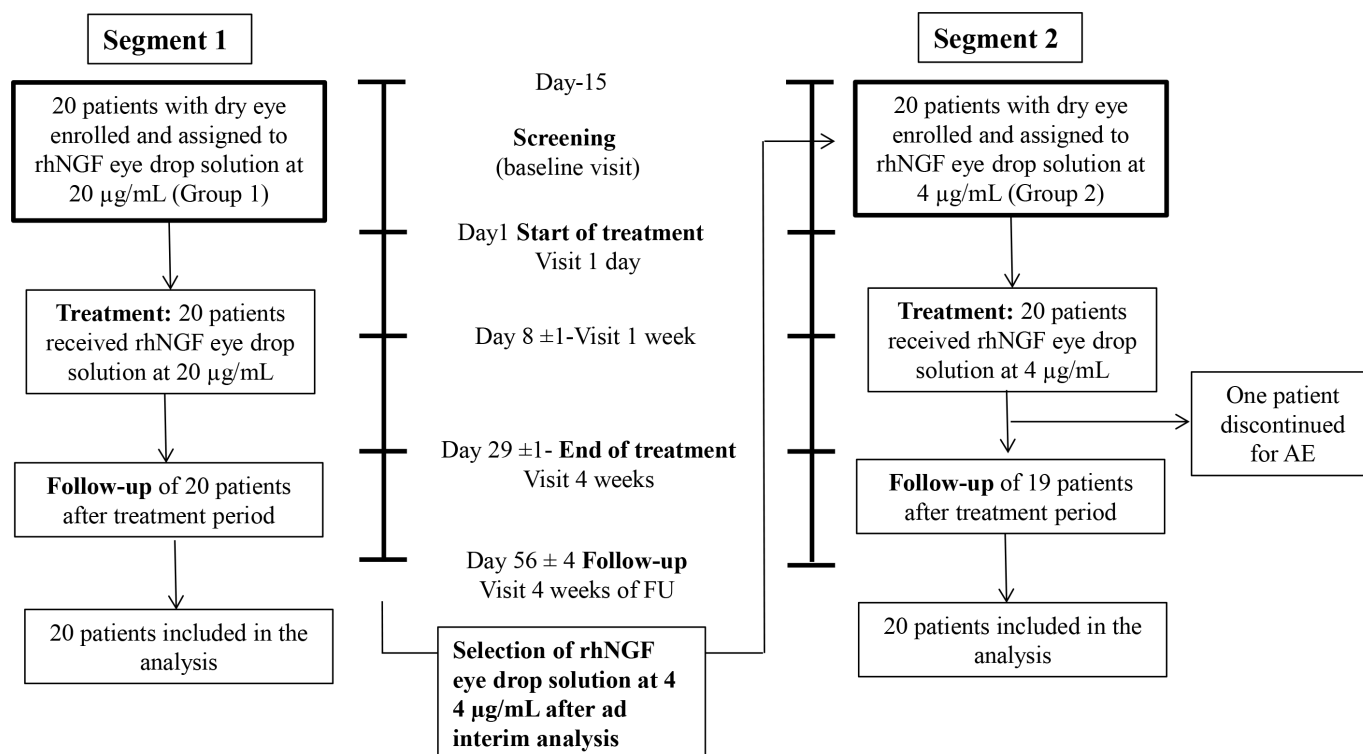 Segment 1
20 patients with dry eye
enrolled and assigned to
rhNGF eye drop solution at
20 µg/mL (Group 1)
Treatment: 20 patients
received rhNGF eye drop
solution at 20 µg/mL
Follow-up of 20 patients
after treatment period
20 patients included in the
analysis
Day-15
Screening
(baseline visit)
Day1 Start of treatment
Visit 1 day
Day 8 ±1-Visit 1 week
Day 29 ±1- End of treatment
Visit 4 weeks
Day 56 ± 4 Follow-up
Visit 4 weeks of FU
Selection of rhNGF
eye drop solution at 4
4 µg/mL after ad
interim analysis
Segment 2
20 patients with dry eye
enrolled and assigned to
rhNGF eye drop solution at
4 µg/mL (Group 2)
Treatment: 20 patients
received rhNGF eye drop
solution at 4 µg/mL
One patient
discontinued
for AE
Follow-up of 19 patients
after treatment period
20 patients included in the
analysis